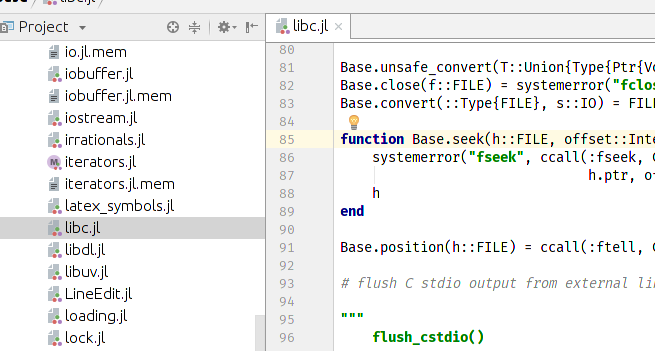 libc.jl
Project
io.jl.mem
iobuffer.jl
iobuffer.jl.mem
iostream.jl
irrationals.jl
iterators.jl
iterators.jl.mem
latex_symbols.jl
libc.jl
libdl.jl
libuv.jl
LineEdit.jl
loading.jl
lock.jl
libc.jl
80
81 Base.unsafe_convert(T::Union{Type{Ptr{Vo
82 Base.close(f::FILE) = systemerror("fclos
83 Base.convert(::Type{FILE}, s::IO) = FILE
84
85 function Base.seek(h::FILE, offset::Inte
86 systemerror("fseek", ccall(:fseek, C
87 h.ptr, of
88 h
89 end
90
91 Base.position(h::FILE) = ccall(:ftell, C
92
93 # flush C stdio output from external lib
94
95 """
96 flush_cstdio()